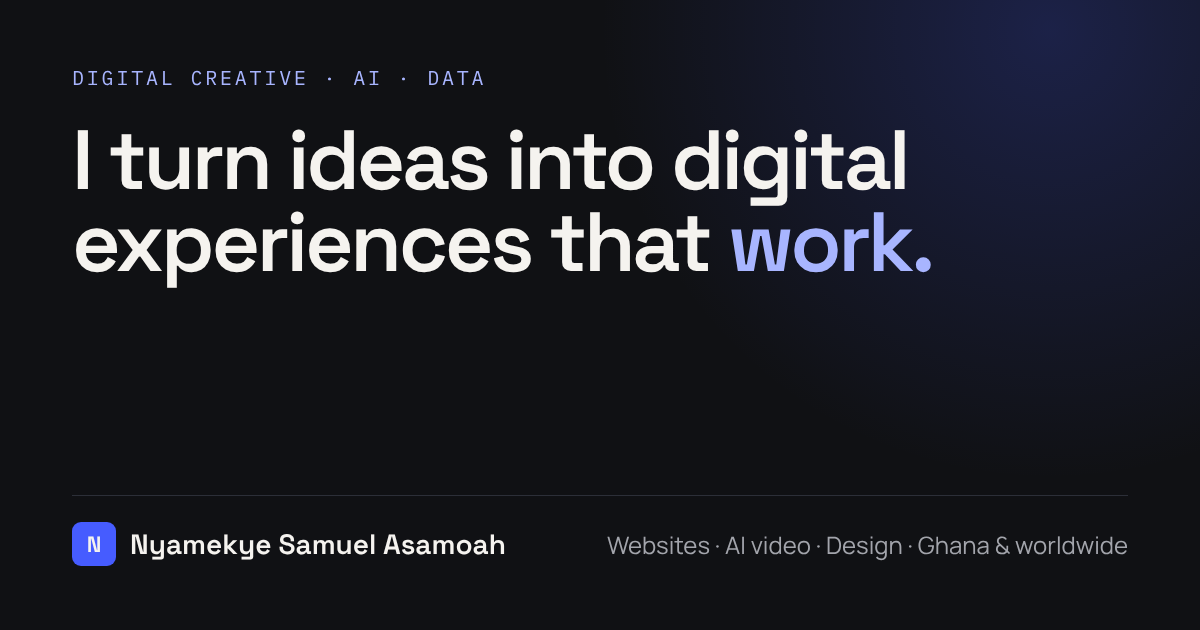 DIGITAL CREATIVE · AI · DATA
I turn ideas into digital
experiences that work.
N
Nyamekye Samuel Asamoah
Websites · AI video · Design · Ghana & worldwide